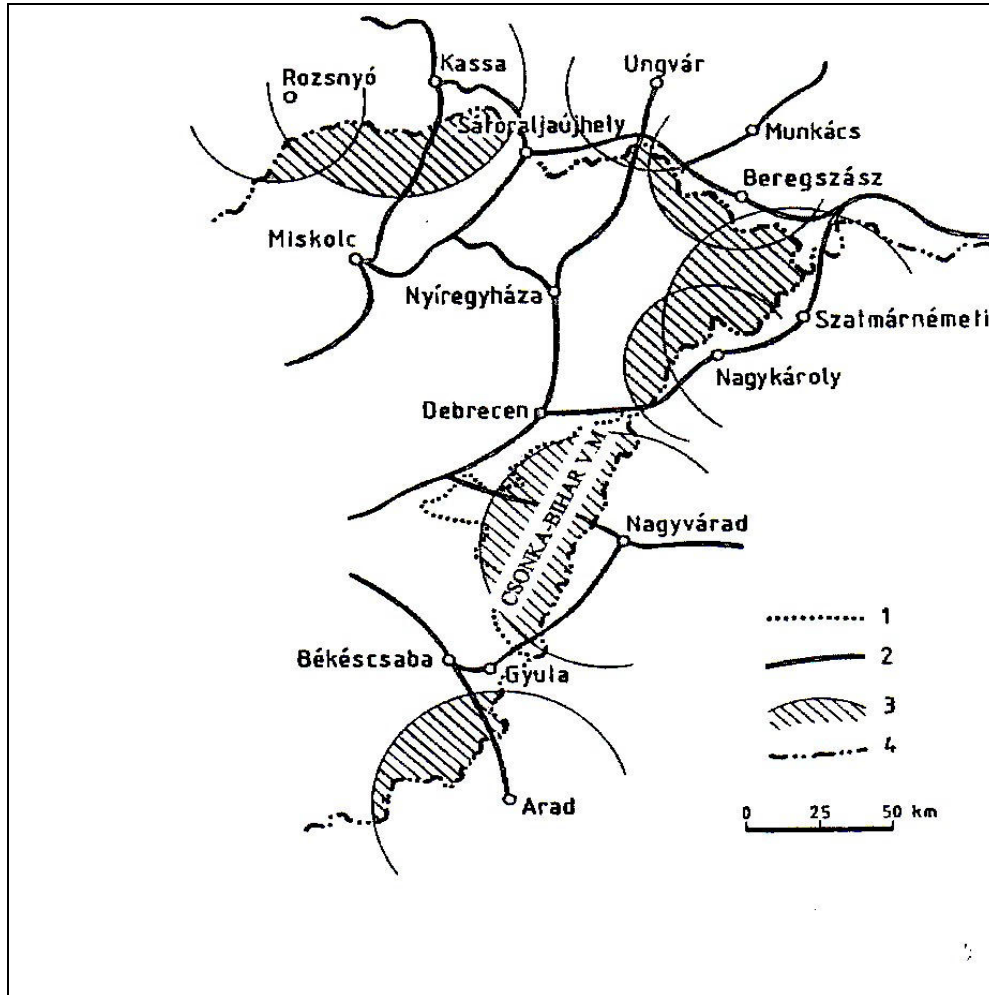 Kassa
Ungvár
Rozsnyó
Sátoraljaújhely
Munkács
Beregszász
Miskolc
Nyíregyháza
Szatmárnémeti
Nagykároly
Debrecen
CSONKA-BIHAR V.M
Nagyvárad
Békéscsaba
Gyula
Arad
1
2
3
4
0 25 50 km